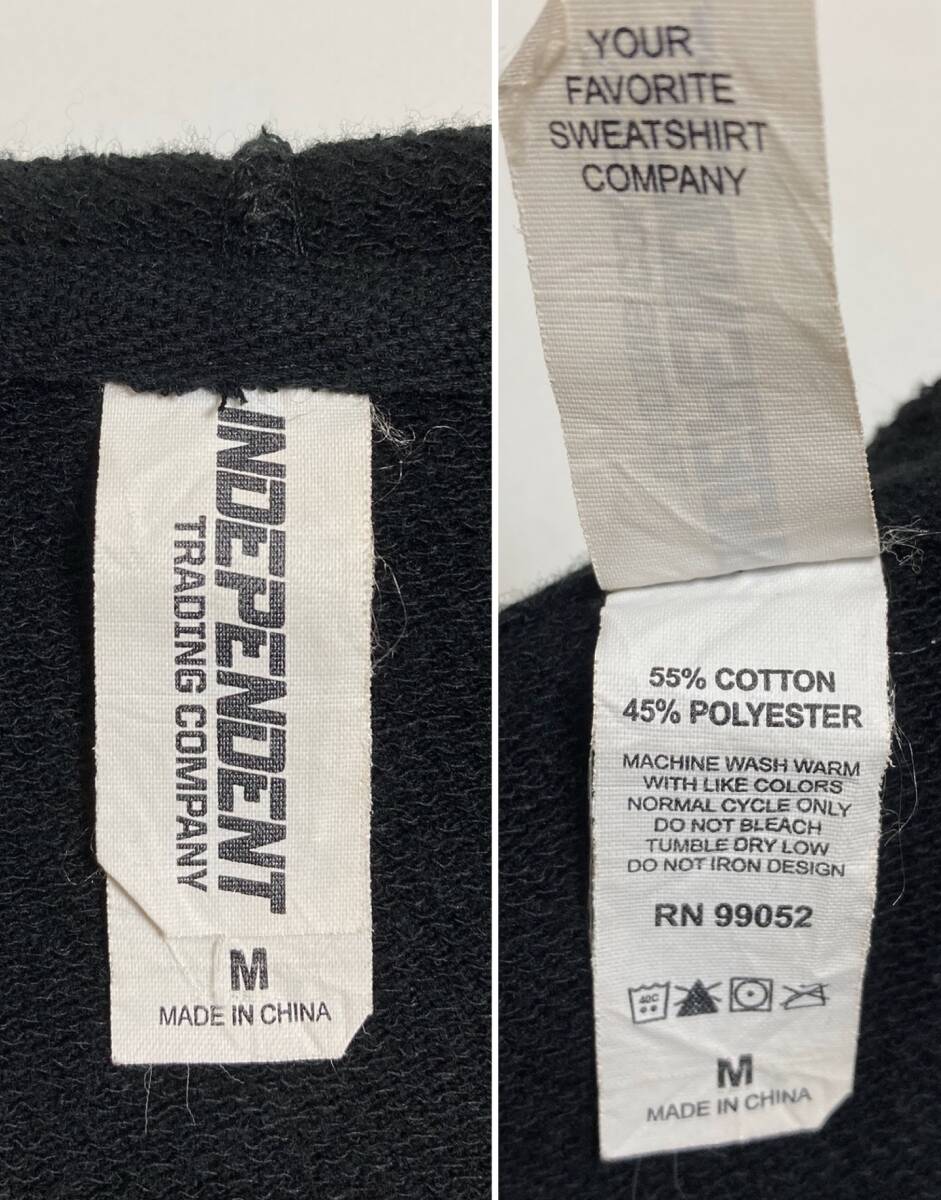 INDEPENDENT
TRADING COMPANY
M
MADE IN CHINA
YOUR
FAVORITE
SWEATSHIRT
COMPANY
55% COTTON
45% POLYESTER
MACHINE WASH WARM
WITH LIKE COLORS
NORMAL CYCLE ONLY
DO NOT BLEACH
TUMBLE DRY LOW
DO NOT IRON DESIGN
RN 99052
40C
M
MADE IN CHINA